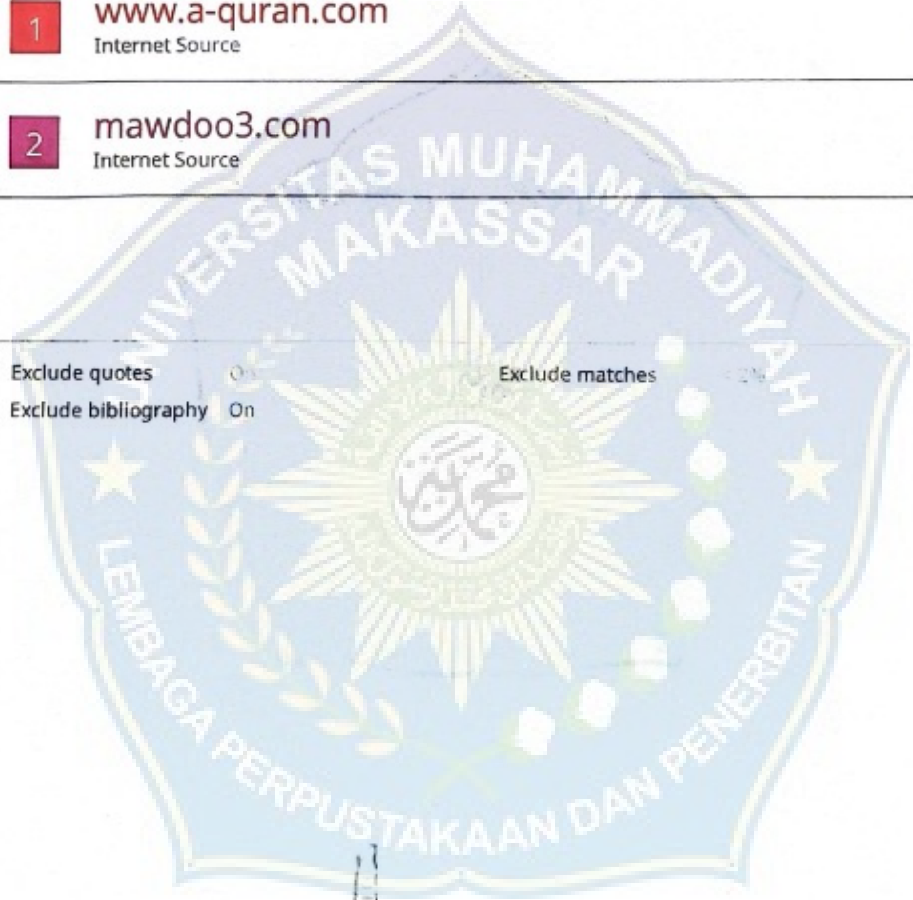 1 www.a-quran.com
Internet Source
2 mawdoo3.com
Internet Source
UNIVERSITAS MUHAMMADIYAH
MAKASSAR
Exclude quotes Exclude matches
Exclude bibliography On
محمد
LEMBAGA PERPUSTAKAAN DAN PENERBITAN